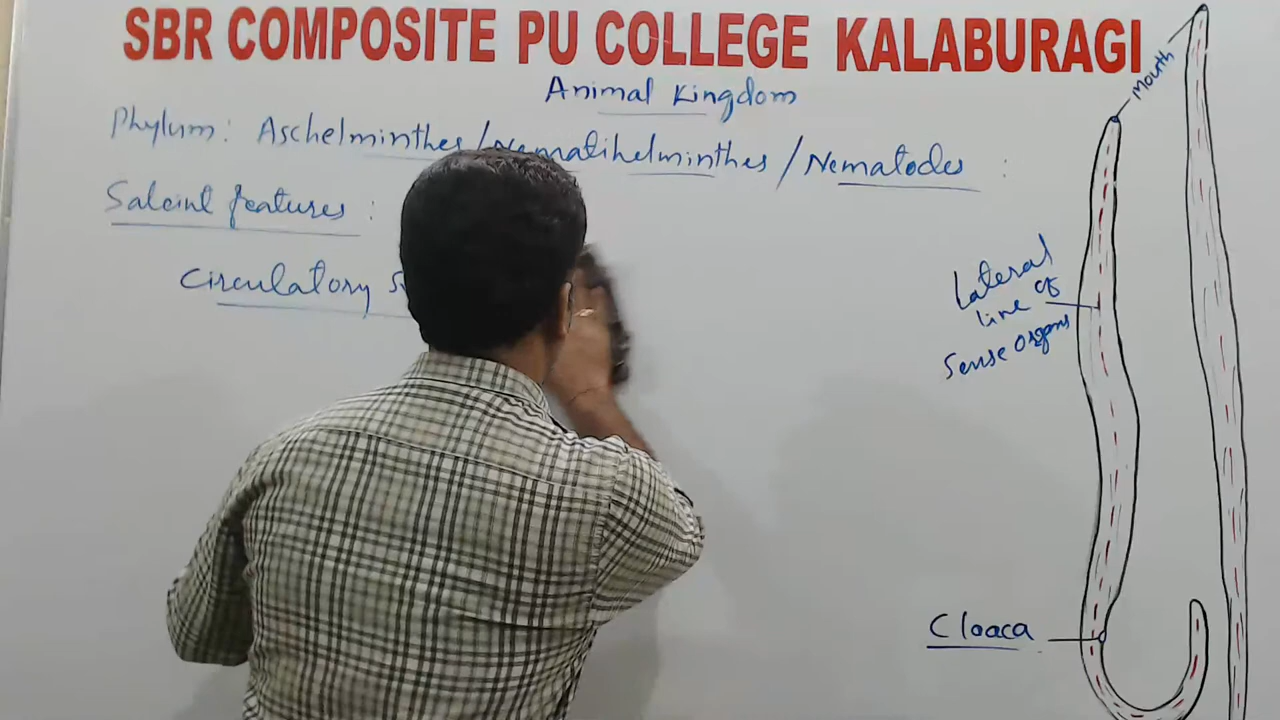 SBR COMPOSITE PU COLLEGE KALABURAGI
Animal Kingdom
Phylum: Aschelminthes / Nematihelminthes / Nematodes :
Saleint features :
Circulatory
Mouth
Lateral
line of
Sense Organs
Cloaca